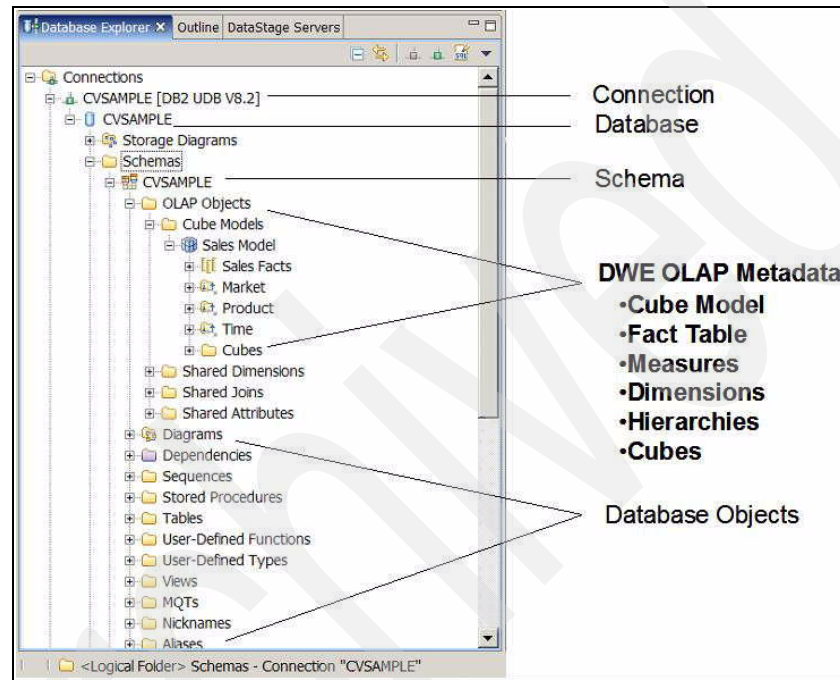 Database Explorer Outline DataStage Servers
Connections
CVSAMPLE [DB2 UDB V8.2]
CVSAMPLE
Storage Diagrams
Schemas
CVSAMPLE
OLAP Objects
Cube Models
Sales Model
Sales Facts
Market
Product
Time
Cubes
Shared Dimensions
Shared Joins
Shared Attributes
Diagrams
Dependencies
Sequences
Stored Procedures
Tables
User-Defined Functions
User-Defined Types
Views
MQTs
Nicknames
Aliases
<Logical Folder> Schemas - Connection "CVSAMPLE"
Connection
Database
Schema
DWE OLAP Metadata
•Cube Model
•Fact Table
•Measures
•Dimensions
•Hierarchies
•Cubes
Database Objects